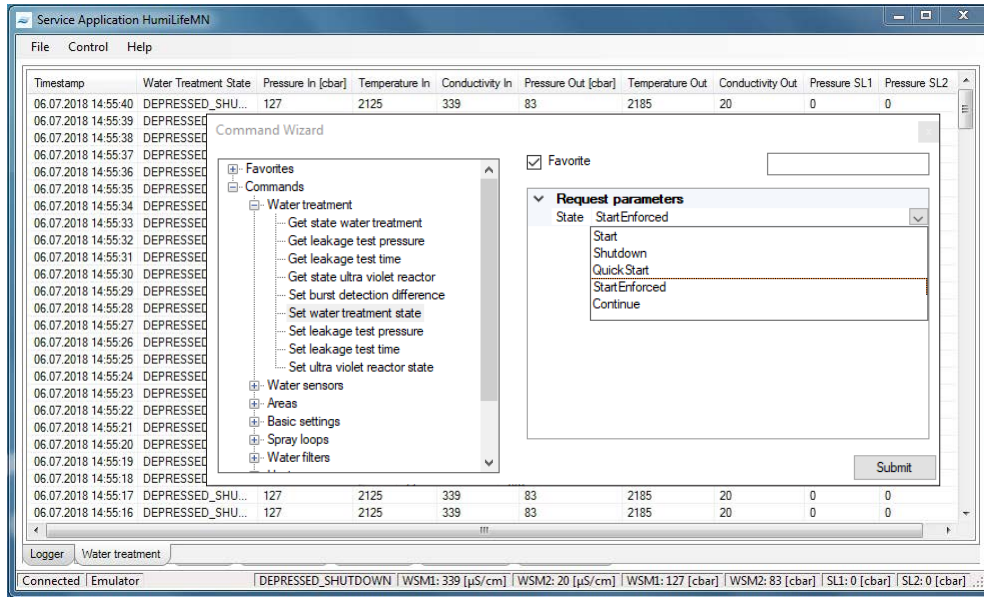 Service Application HumiLifeMN
File Control Help
Timestamp Water Treatment State Pressure In [cbar] Temperature In Conductivity In Pressure Out [cbar] Temperature Out Conductivity Out Pressure SL1 Pressure SL2
06.07.2018 14:55:40 DEPRESSED_SHU... 127 2125 339 83 2185 20 0 0
06.07.2018 14:55:39 DEPRESSED
06.07.2018 14:55:38 DEPRESSED
06.07.2018 14:55:37 DEPRESSED
06.07.2018 14:55:36 DEPRESSED
06.07.2018 14:55:35 DEPRESSED
06.07.2018 14:55:34 DEPRESSED
06.07.2018 14:55:33 DEPRESSED
06.07.2018 14:55:32 DEPRESSED
06.07.2018 14:55:31 DEPRESSED
06.07.2018 14:55:30 DEPRESSED
06.07.2018 14:55:29 DEPRESSED
06.07.2018 14:55:28 DEPRESSED
06.07.2018 14:55:27 DEPRESSED
06.07.2018 14:55:26 DEPRESSED
06.07.2018 14:55:25 DEPRESSED
06.07.2018 14:55:24 DEPRESSED
06.07.2018 14:55:23 DEPRESSED
06.07.2018 14:55:22 DEPRESSED
06.07.2018 14:55:21 DEPRESSED
06.07.2018 14:55:20 DEPRESSED
06.07.2018 14:55:19 DEPRESSED
06.07.2018 14:55:18 DEPRESSED
06.07.2018 14:55:17 DEPRESSED_SHU... 127 2125 339 83 2185 20 0 0
06.07.2018 14:55:16 DEPRESSED_SHU... 127 2125 339 83 2185 20 0 0
Command Wizard
Favorites
Commands
Water treatment
Get state water treatment
Get leakage test pressure
Get leakage test time
Get state ultra violet reactor
Set burst detection difference
Set water treatment state
Set leakage test pressure
Set leakage test time
Set ultra violet reactor state
Water sensors
Areas
Basic settings
Spray loops
Water filters
Favorite
Request parameters
State StartEnforced
Start
Shutdown
QuickStart
StartEnforced
Continue
Submit
Logger Water treatment
Connected Emulator DEPRESSED_SHUTDOWN WSM1: 339 [µS/cm] WSM2: 20 [µS/cm] WSM1: 127 [cbar] WSM2: 83 [cbar] SL1: 0 [cbar] SL2: 0 [cbar]